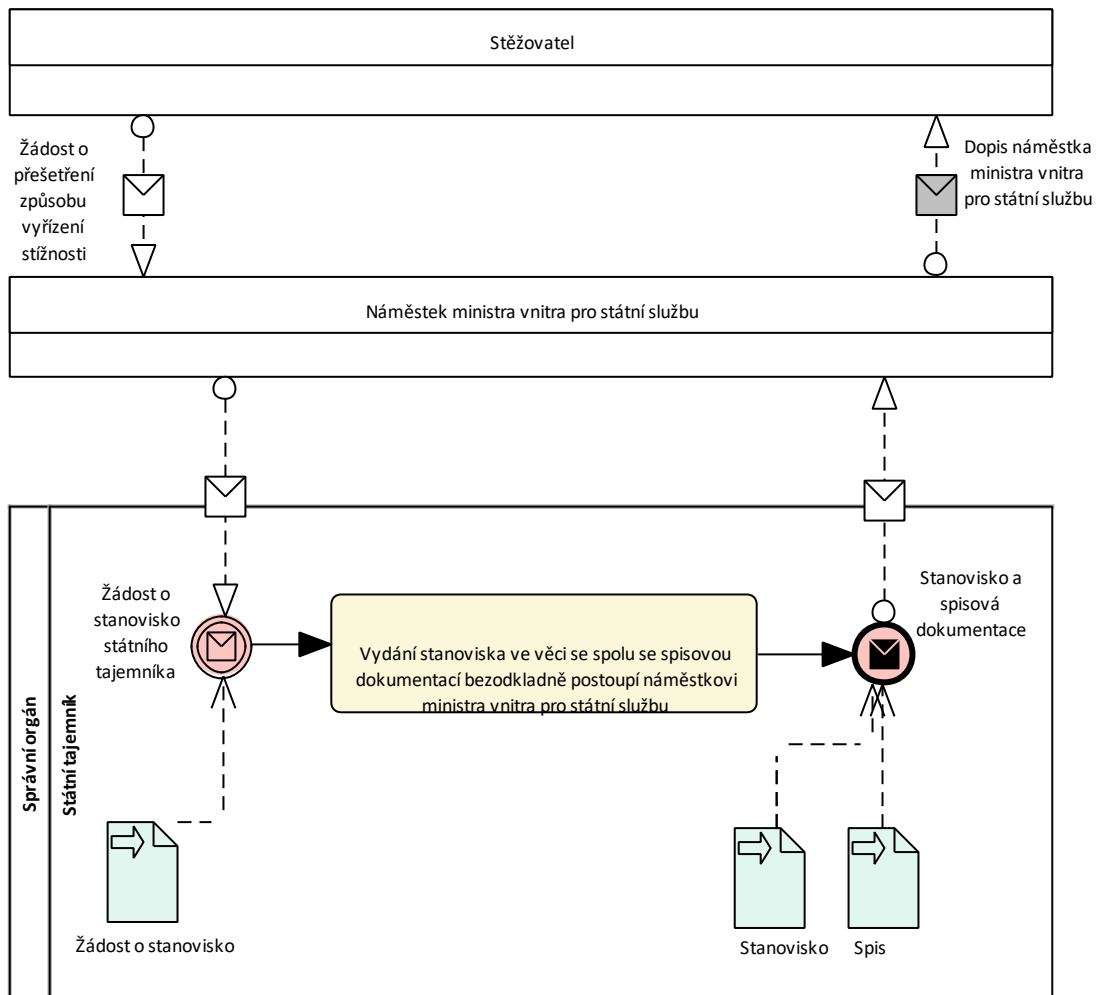 Stěžovatel
Žádost o
přešetření
způsobu
vyřízení
stížnosti
Dopis náměstka
ministra vnitra
pro státní službu
Náměstek ministra vnitra pro státní službu
Správní orgán
Státní tajemník
Žádost o
stanovisko
státního
tajemníka
Vydání stanoviska ve věci se spolu se spisovou
dokumentací bezodkladně postoupí náměstkovi
ministra vnitra pro státní službu
Stanovisko a
spisová
dokumentace
Žádost o stanovisko
Stanovisko
Spis